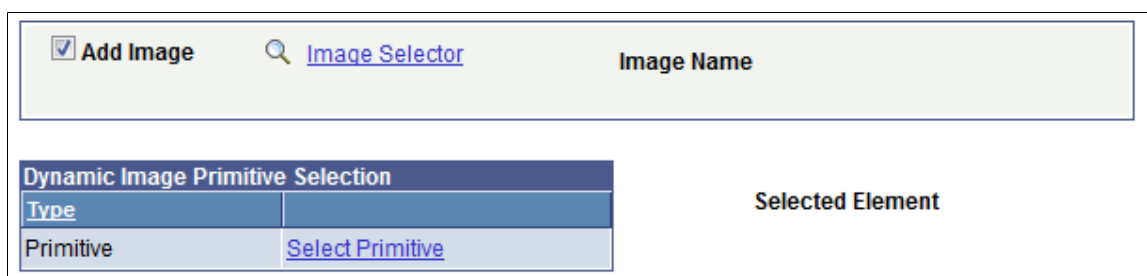 Add Image Image Selector Image Name
Dynamic Image Primitive Selection
Selected Element
Type
Primitive Select Primitive